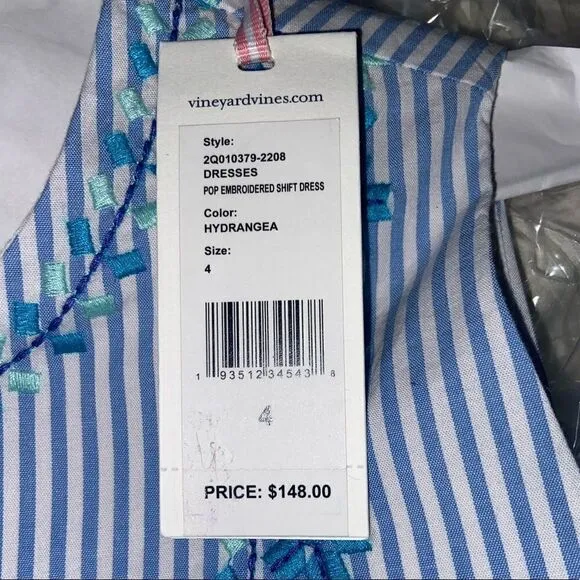 vineyardvines.com
Style:
2Q010379-2208
DRESSES
POP EMBROIDERED SHIFT DRESS
Color:
HYDRANGEA
Size:
4
1 93512 34543 8
4
PRICE: $148.00